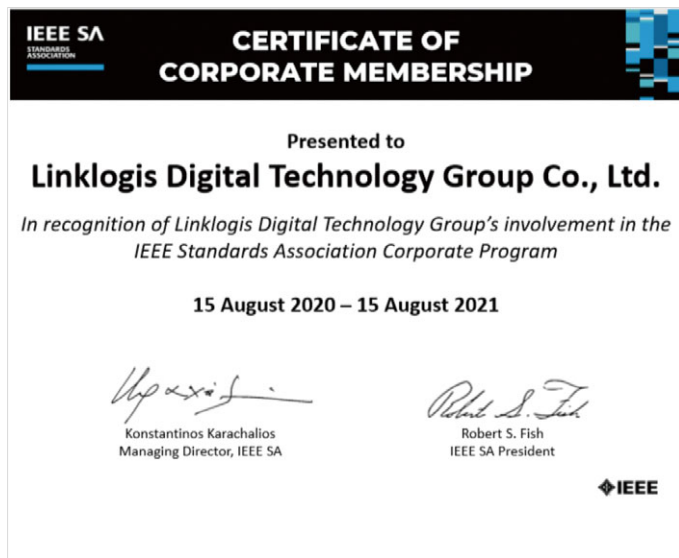 IEEE SA
STANDARDS
ASSOCIATION
CERTIFICATE OF
CORPORATE MEMBERSHIP
Presented to
Linklogis Digital Technology Group Co., Ltd.
In recognition of Linklogis Digital Technology Group's involvement in the
IEEE Standards Association Corporate Program
15 August 2020 – 15 August 2021
Robert S. Fish
Konstantinos Karachalios
Managing Director, IEEE SA
Robert S. Fish
IEEE SA President
IEEE